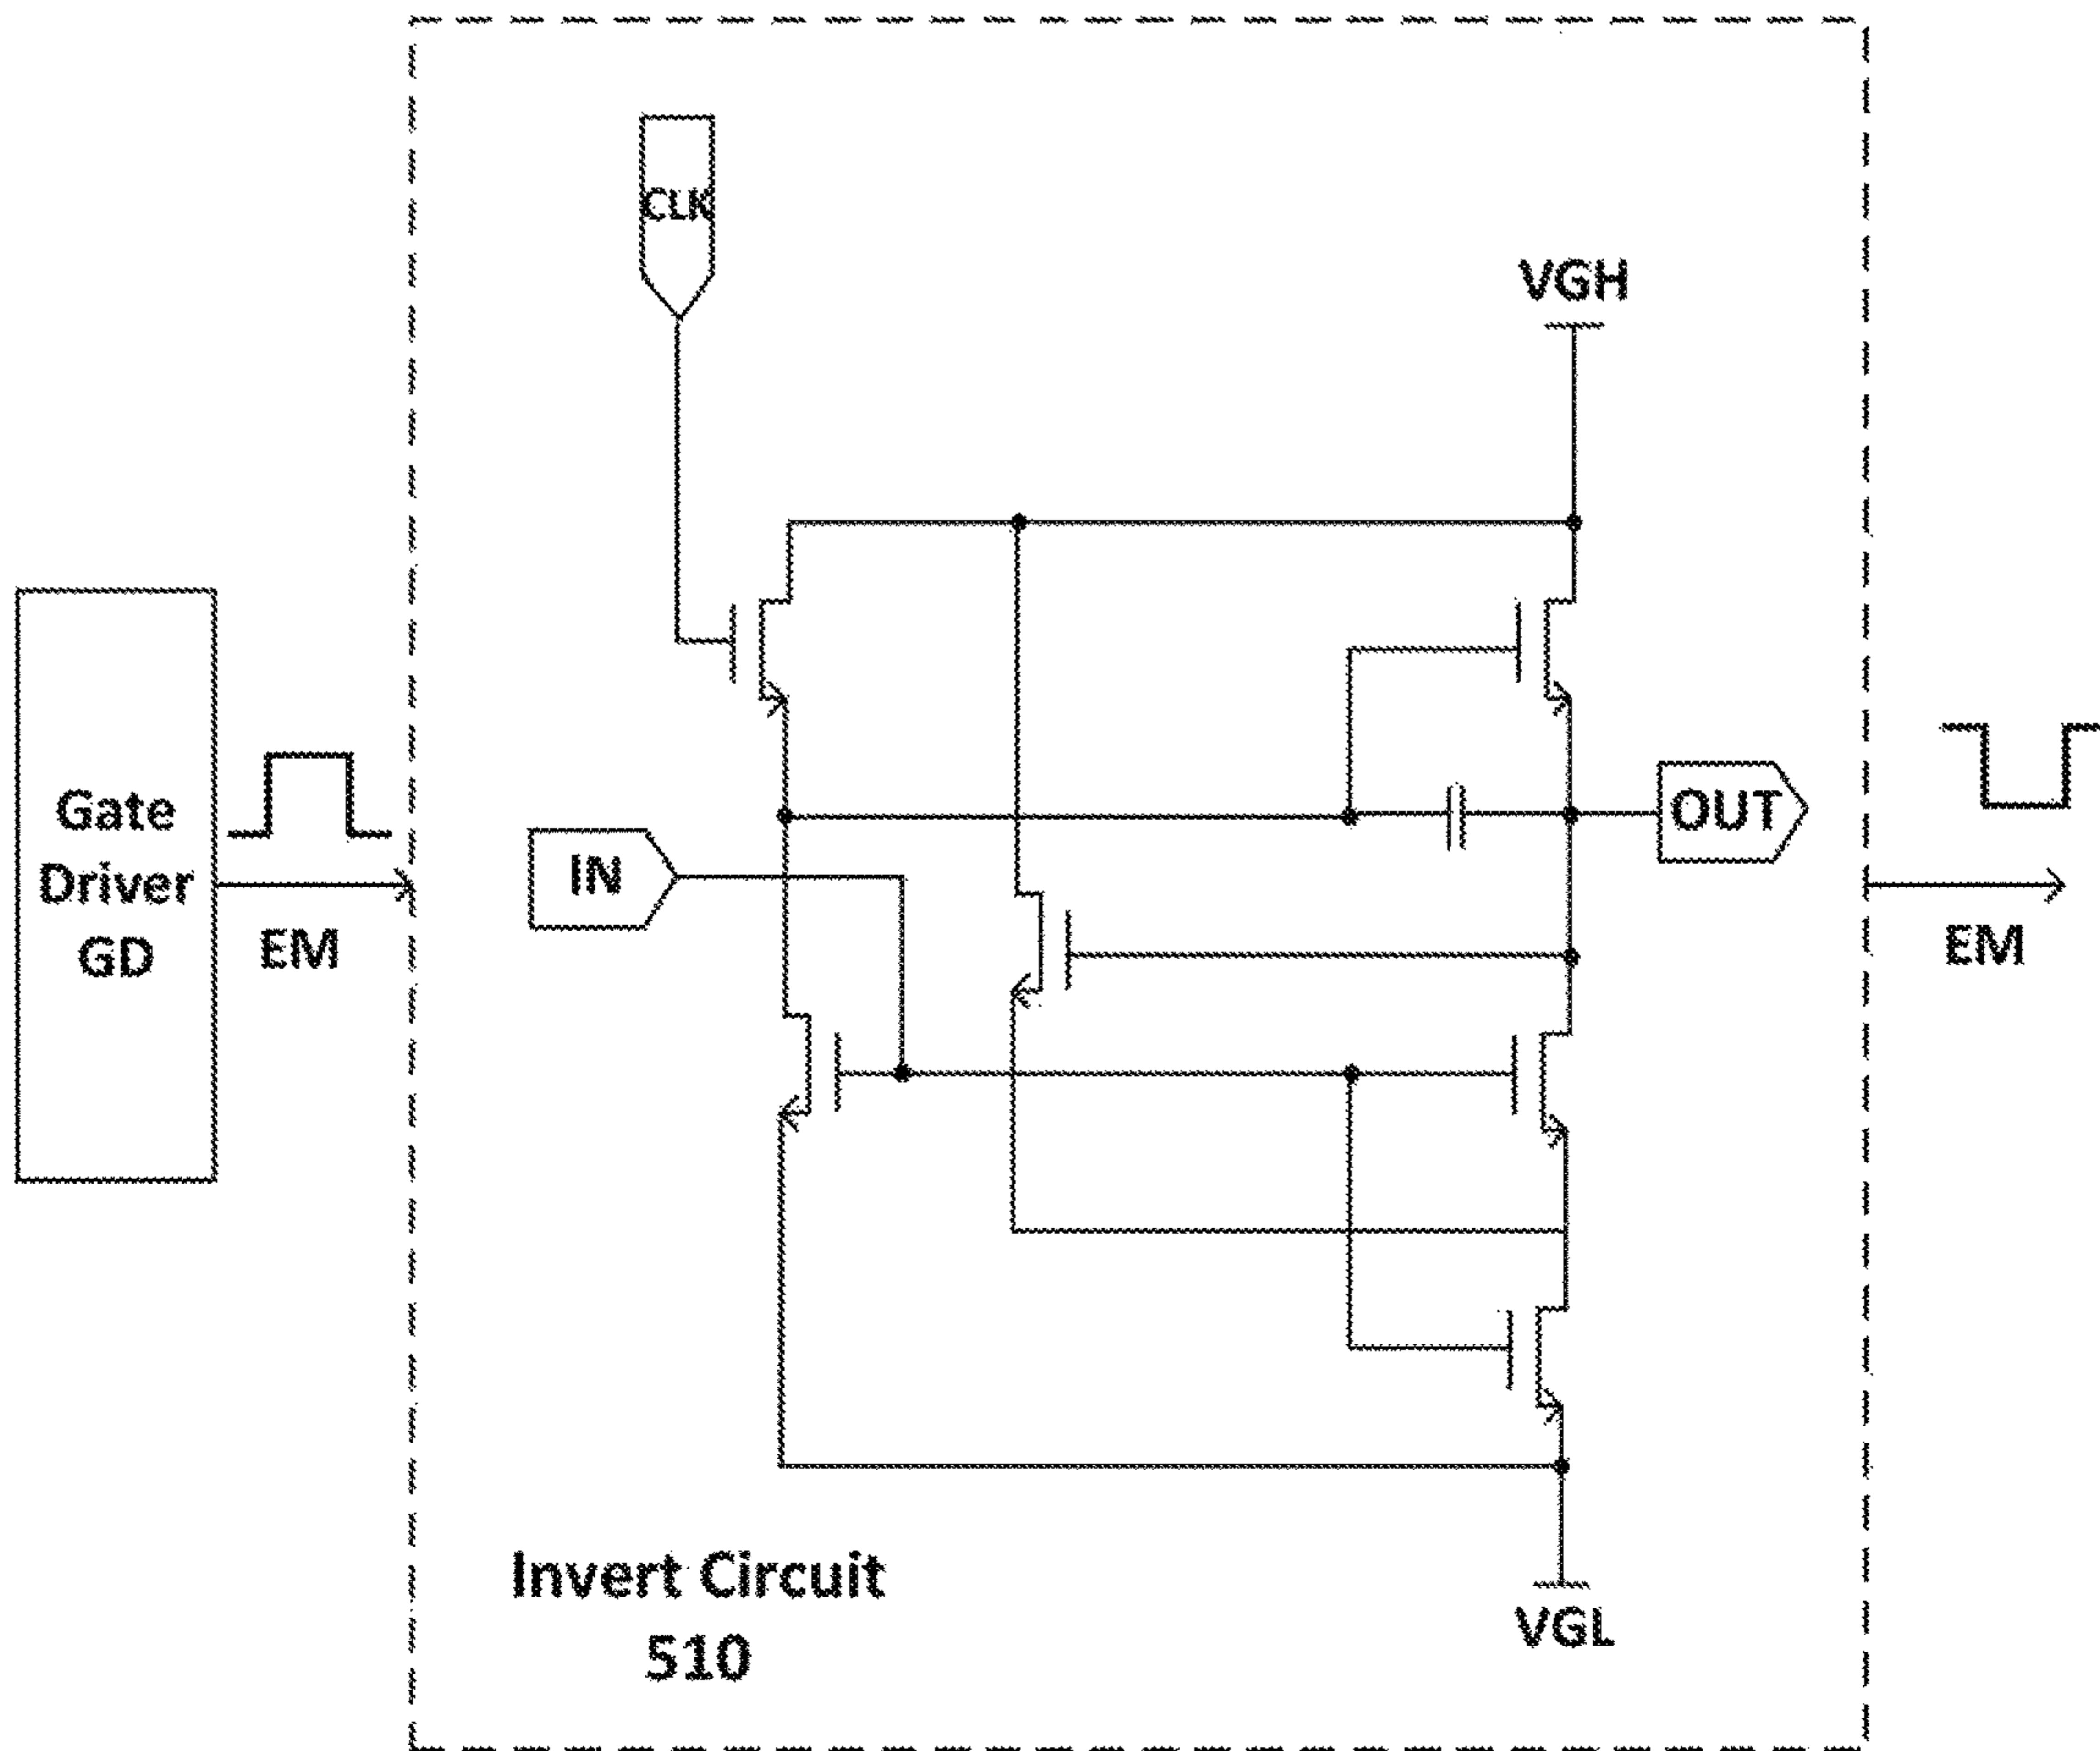 CLK
VGH
Gate
Driver
GD
EM
IN
OUT
EM
Invert Circuit
510
VGL